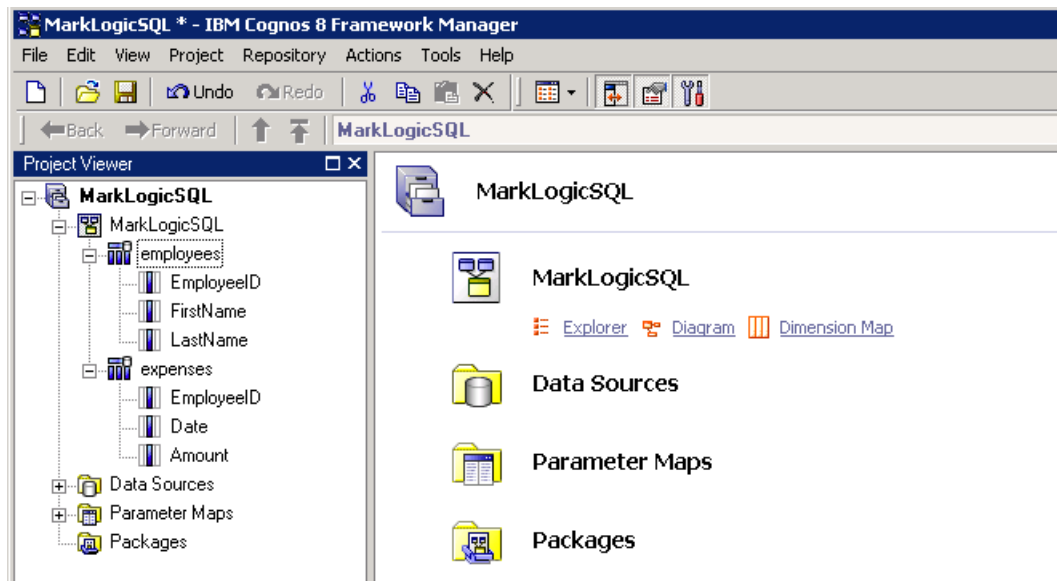 MarkLogicSQL * - IBM Cognos 8 Framework Manager
File Edit View Project Repository Actions Tools Help
Undo Redo
Back Forward MarkLogicSQL
Project Viewer
MarkLogicSQL
MarkLogicSQL
employees
EmployeeID
FirstName
LastName
expenses
EmployeeID
Date
Amount
Data Sources
Parameter Maps
Packages
MarkLogicSQL
MarkLogicSQL
Explorer Diagram Dimension Map
Data Sources
Parameter Maps
Packages